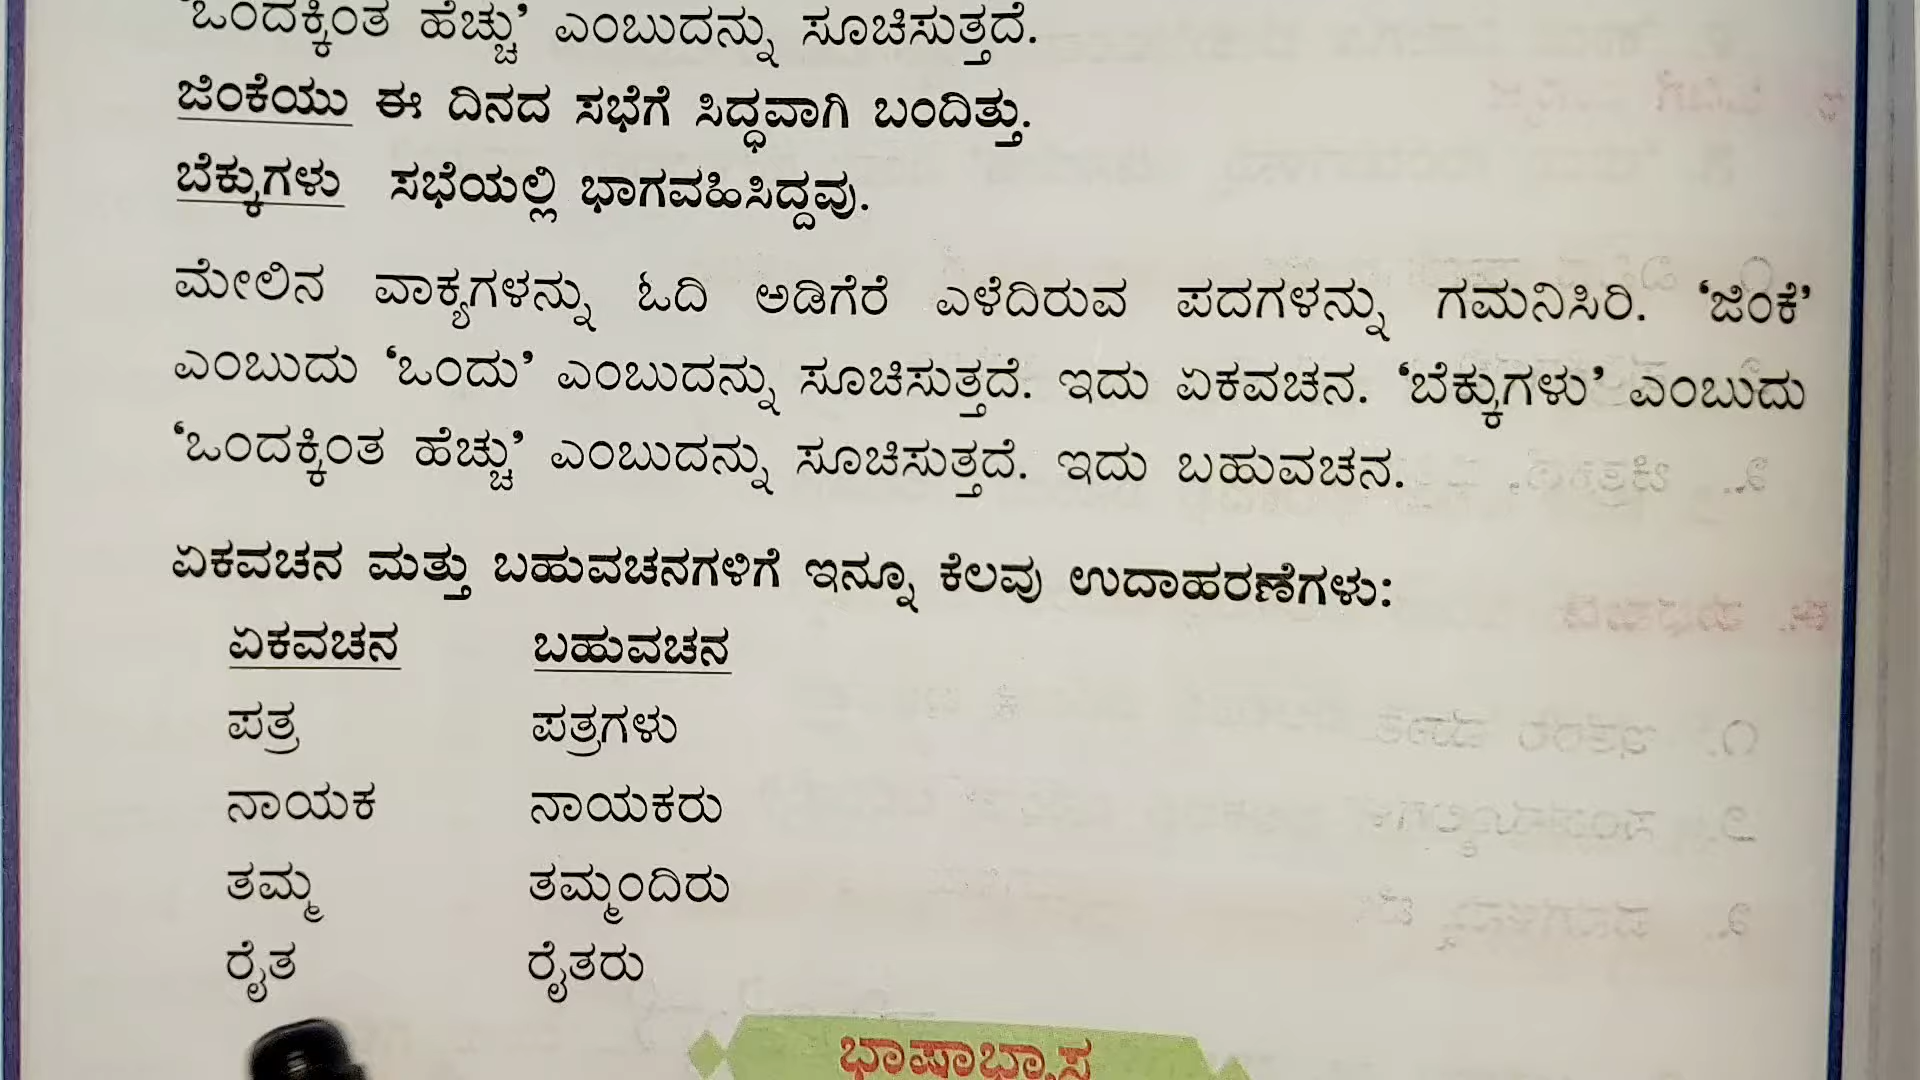 'ಒಂದಕ್ಕಿಂತ ಹೆಚ್ಚು' ಎಂಬುದನ್ನು ಸೂಚಿಸುತ್ತದೆ.
ಜಿಂಕೆಯು ಈ ದಿನದ ಸಭೆಗೆ ಸಿದ್ಧವಾಗಿ ಬಂದಿತ್ತು.
ಬೆಕ್ಕುಗಳು ಸಭೆಯಲ್ಲಿ ಭಾಗವಹಿಸಿದ್ದವು.
ಮೇಲಿನ ವಾಕ್ಯಗಳನ್ನು ಓದಿ ಅಡಿಗೆರೆ ಎಳೆದಿರುವ ಪದಗಳನ್ನು ಗಮನಿಸಿರಿ. 'ಜಿಂಕೆ'
ಎಂಬುದು 'ಒಂದು' ಎಂಬುದನ್ನು ಸೂಚಿಸುತ್ತದೆ. ಇದು ಏಕವಚನ. 'ಬೆಕ್ಕುಗಳು' ಎಂಬುದು
'ಒಂದಕ್ಕಿಂತ ಹೆಚ್ಚು' ಎಂಬುದನ್ನು ಸೂಚಿಸುತ್ತದೆ. ಇದು ಬಹುವಚನ.
ಏಕವಚನ ಮತ್ತು ಬಹುವಚನಗಳಿಗೆ ಇನ್ನೂ ಕೆಲವು ಉದಾಹರಣೆಗಳು:
ಏಕವಚನ ಬಹುವಚನ
ಪತ್ರ ಪತ್ರಗಳು
ನಾಯಕ ನಾಯಕರು
ತಮ್ಮ ತಮ್ಮಂದಿರು
ರೈತ ರೈತರು
ಭಾಷಾಭ್ಯಾಸ